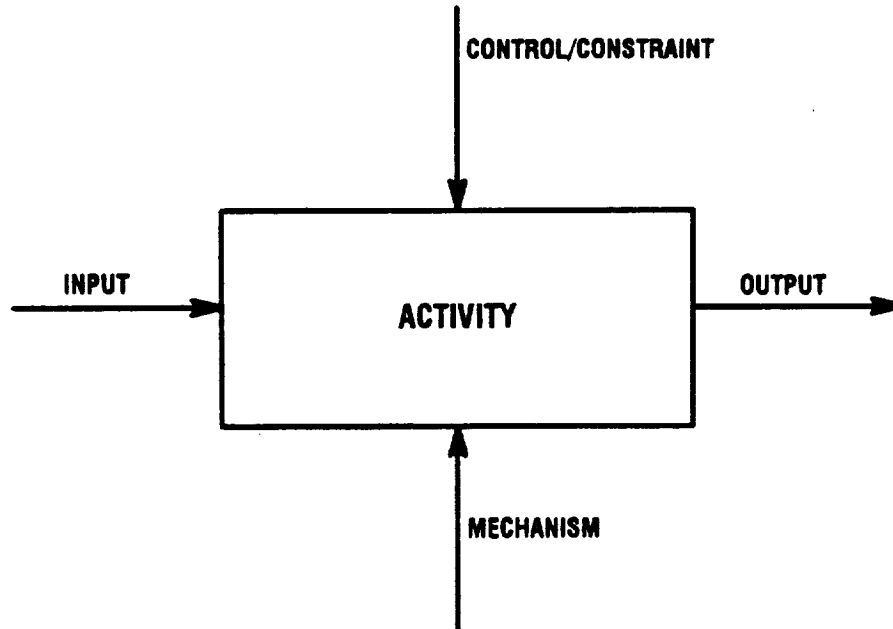 CONTROL/CONSTRAINT
INPUT
ACTIVITY
OUTPUT
MECHANISM